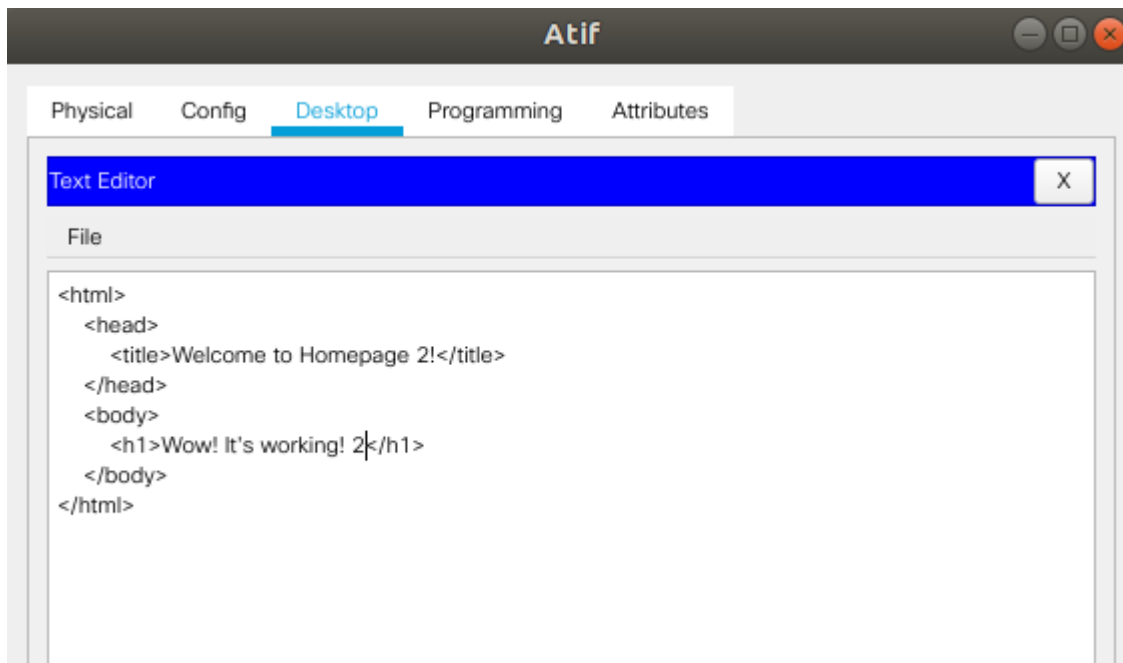 Atif
Physical Config Desktop Programming Attributes
Text Editor X
File
<html>
<head>
<title>Welcome to Homepage 2!</title>
</head>
<body>
<h1>Wow! It's working! 2</h1>
</body>
</html>